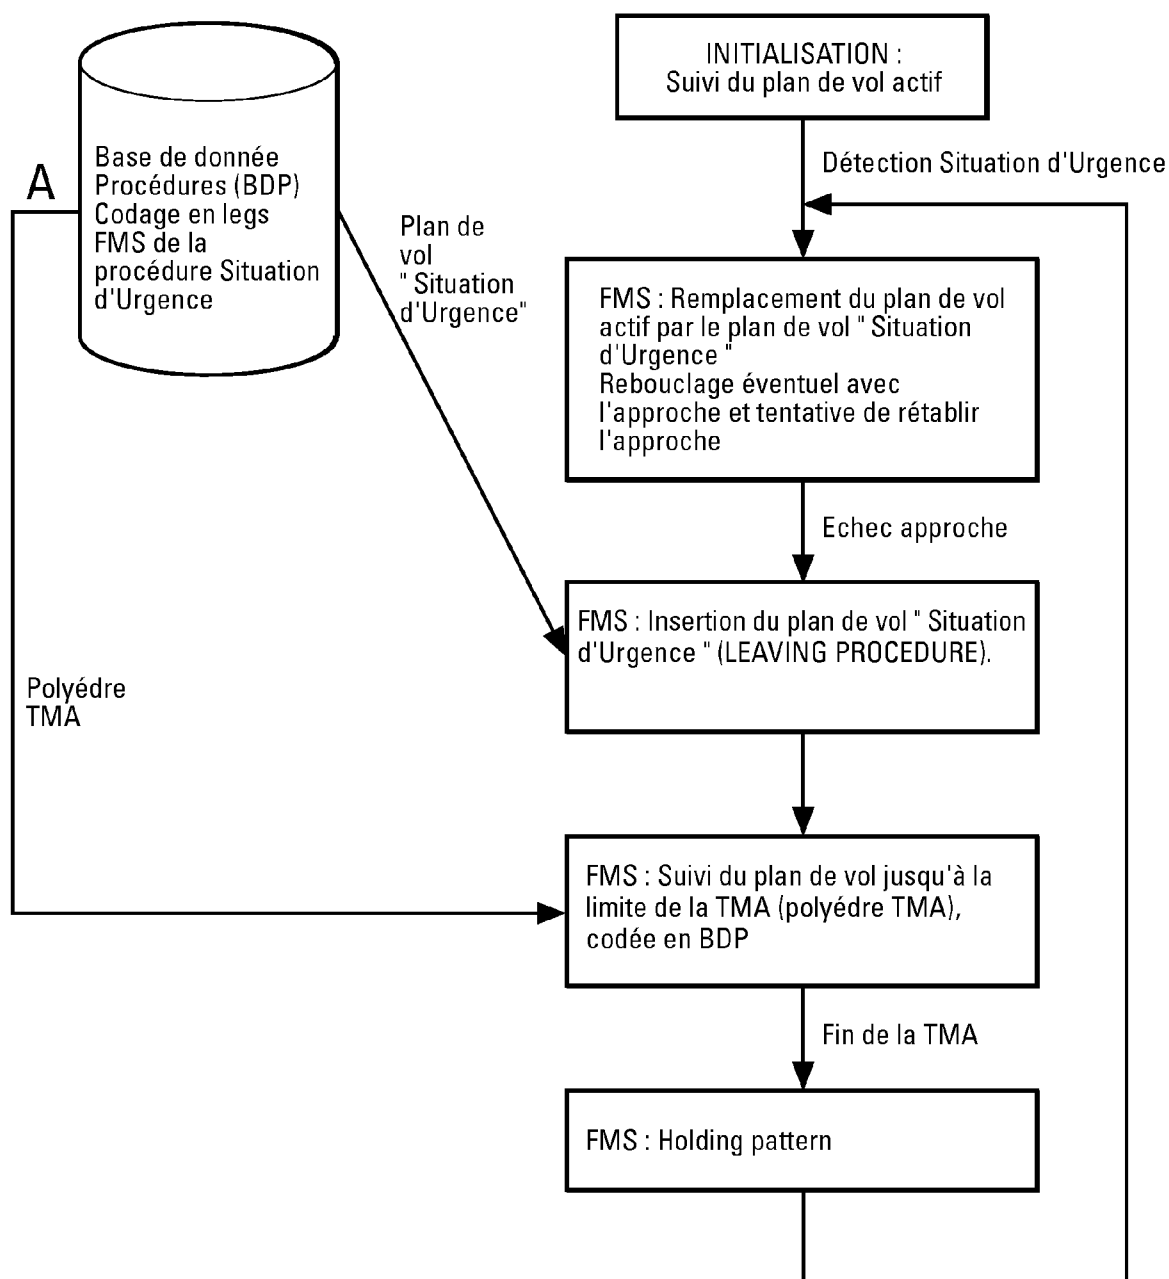 INITIALISATION :
Suivi du plan de vol actif
Détection Situation d'Urgence
A
Base de donnée
Procédures (BDP)
Codage en legs
FMS de la
procédure Situation
d'Urgence
Plan de
vol
" Situation
d'Urgence"
FMS : Remplacement du plan de vol
actif par le plan de vol " Situation
d'Urgence "
Rebouclage éventuel avec
l'approche et tentative de rétablir
l'approche
Echec approche
FMS : Insertion du plan de vol " Situation
d'Urgence " (LEAVING PROCEDURE).
Polyédre
TMA
FMS : Suivi du plan de vol jusqu'à la
limite de la TMA (polyédre TMA),
codée en BDP
Fin de la TMA
FMS : Holding pattern